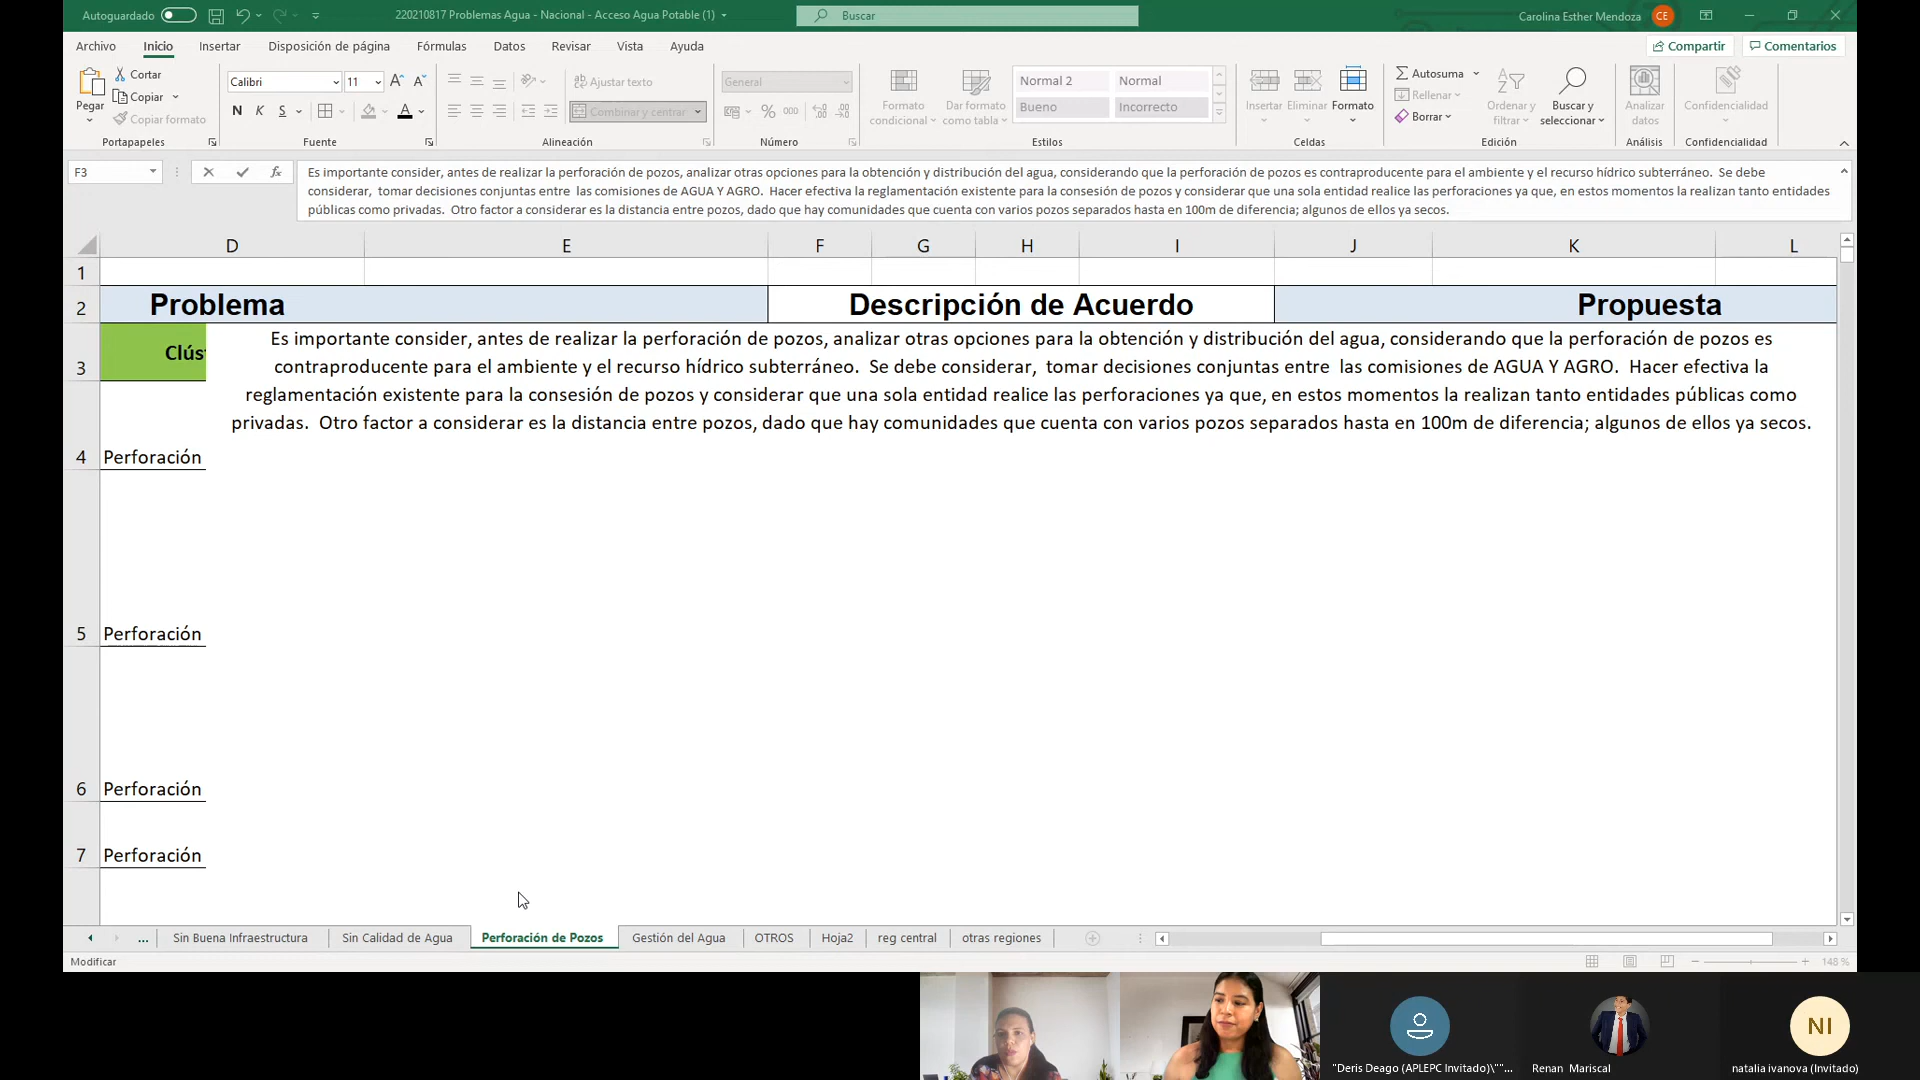 Autoguardado
220210817 Problemas Agua - Nacional - Acceso Agua Potable (1)
Buscar
Carolina Esther Mendoza
CE
Archivo Inicio Insertar Disposición de página Fórmulas Datos Revisar Vista Ayuda
Compartir Comentarios
Pegar
Cortar
Copiar
Copiar formato
Portapapeles
Calibri 11
N K S
Fuente
Ajustar texto
Combinar y centrar
Alineación
General
% 000
Número
Formato condicional
Dar formato como tabla
Normal 2 Normal
Bueno Incorrecto
Estilos
Insertar Eliminar Formato
Celdas
Autosuma
Rellenar
Borrar
Ordenar y filtrar
Buscar y seleccionar
Edición
Analizar datos
Análisis
Confidencialidad
Confidencialidad
F3
fx
Es importante consider, antes de realizar la perforación de pozos, analizar otras opciones para la obtención y distribución del agua, considerando que la perforación de pozos es contraproducente para el ambiente y el recurso hídrico subterráneo. Se debe
considerar, tomar decisiones conjuntas entre las comisiones de AGUA Y AGRO. Hacer efectiva la reglamentación existente para la consesión de pozos y considerar que una sola entidad realice las perforaciones ya que, en estos momentos la realizan tanto entidades
públicas como privadas. Otro factor a considerar es la distancia entre pozos, dado que hay comunidades que cuenta con varios pozos separados hasta en 100m de diferencia; algunos de ellos ya secos.
D E F G H I J K L
1
2 Problema Descripción de Acuerdo Propuesta
3 Clús
Es importante consider, antes de realizar la perforación de pozos, analizar otras opciones para la obtención y distribución del agua, considerando que la perforación de pozos es
contraproducente para el ambiente y el recurso hídrico subterráneo. Se debe considerar, tomar decisiones conjuntas entre las comisiones de AGUA Y AGRO. Hacer efectiva la
reglamentación existente para la consesión de pozos y considerar que una sola entidad realice las perforaciones ya que, en estos momentos la realizan tanto entidades públicas como
privadas. Otro factor a considerar es la distancia entre pozos, dado que hay comunidades que cuenta con varios pozos separados hasta en 100m de diferencia; algunos de ellos ya secos.
4 Perforación
5 Perforación
6 Perforación
7 Perforación
... Sin Buena Infraestructura Sin Calidad de Agua Perforación de Pozos Gestión del Agua OTROS Hoja2 reg central otras regiones
Modificar
148 %
NI
"Deris Deago (APLEPC Invitado)\""... Renan Mariscal natalia ivanova (Invitado)